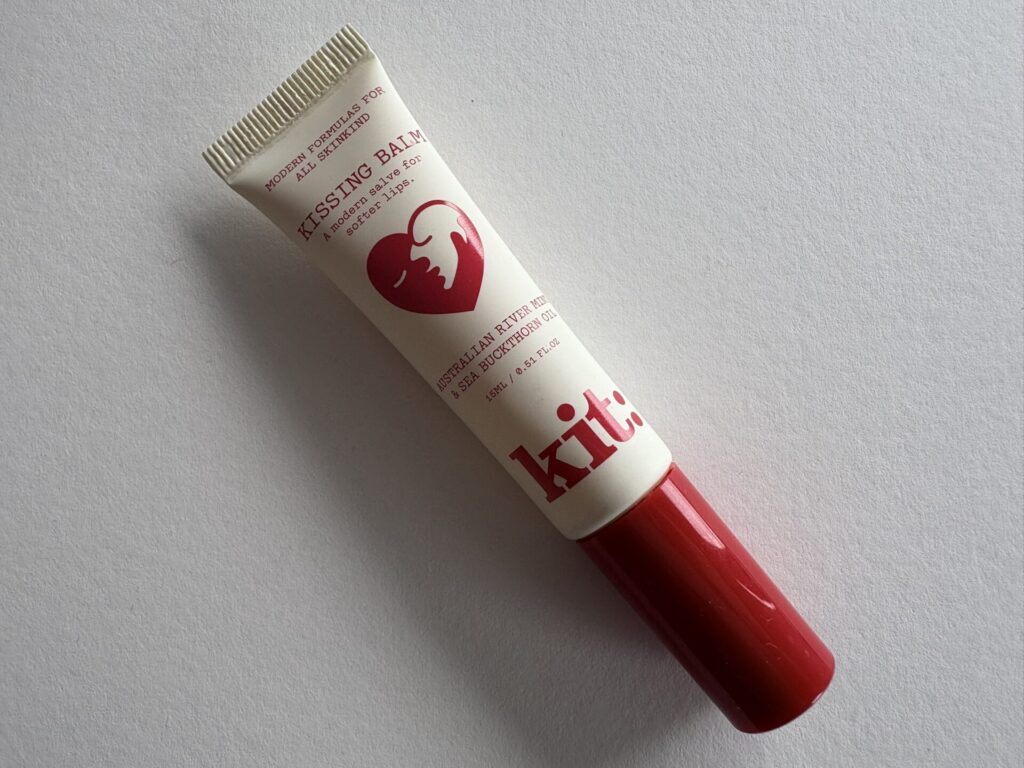 MODERN FORMULAS FOR
ALL SKINKIND
KISSING BALM
A modern salve for
softer lips.
AUSTRALIAN RIVER MINT
& SEA BUCKTHORN OIL
15ML / 0.51 FL.OZ
kit: